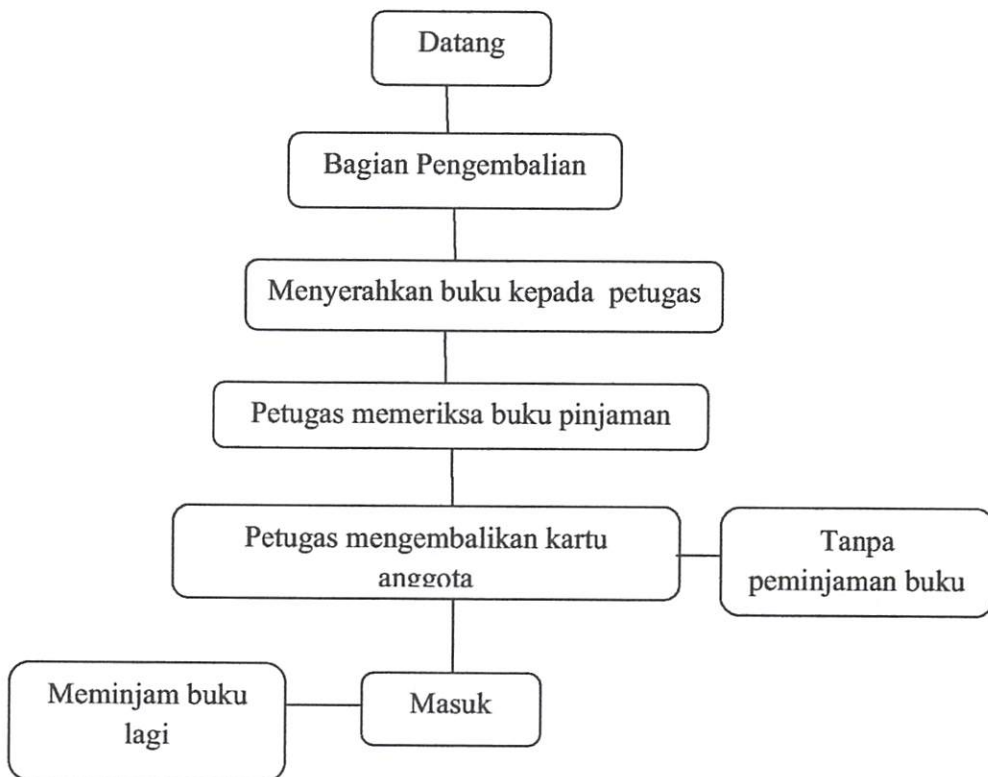 Datang
Bagian Pengembalian
Menyerahkan buku kepada petugas
Petugas memeriksa buku pinjaman
Petugas mengembalikan kartu
anggota
Tanpa
peminjaman buku
Masuk
Meminjam buku
lagi